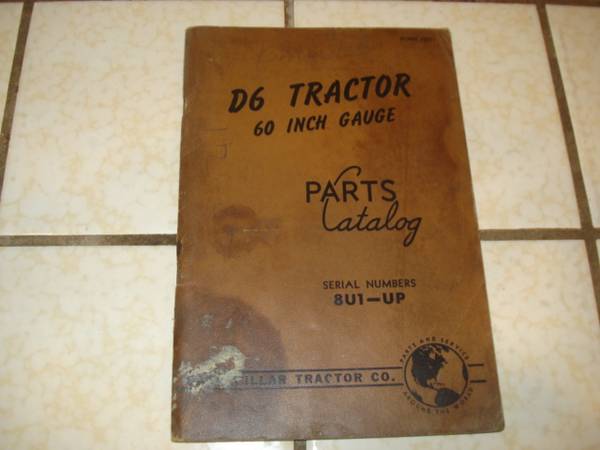 D6 TRACTOR
60 INCH GAUGE
PARTS
Catalog
SERIAL NUMBERS
8U1-UP
PARTS AND SERVICE
TRACTOR CO.
AROUND THE WORLD